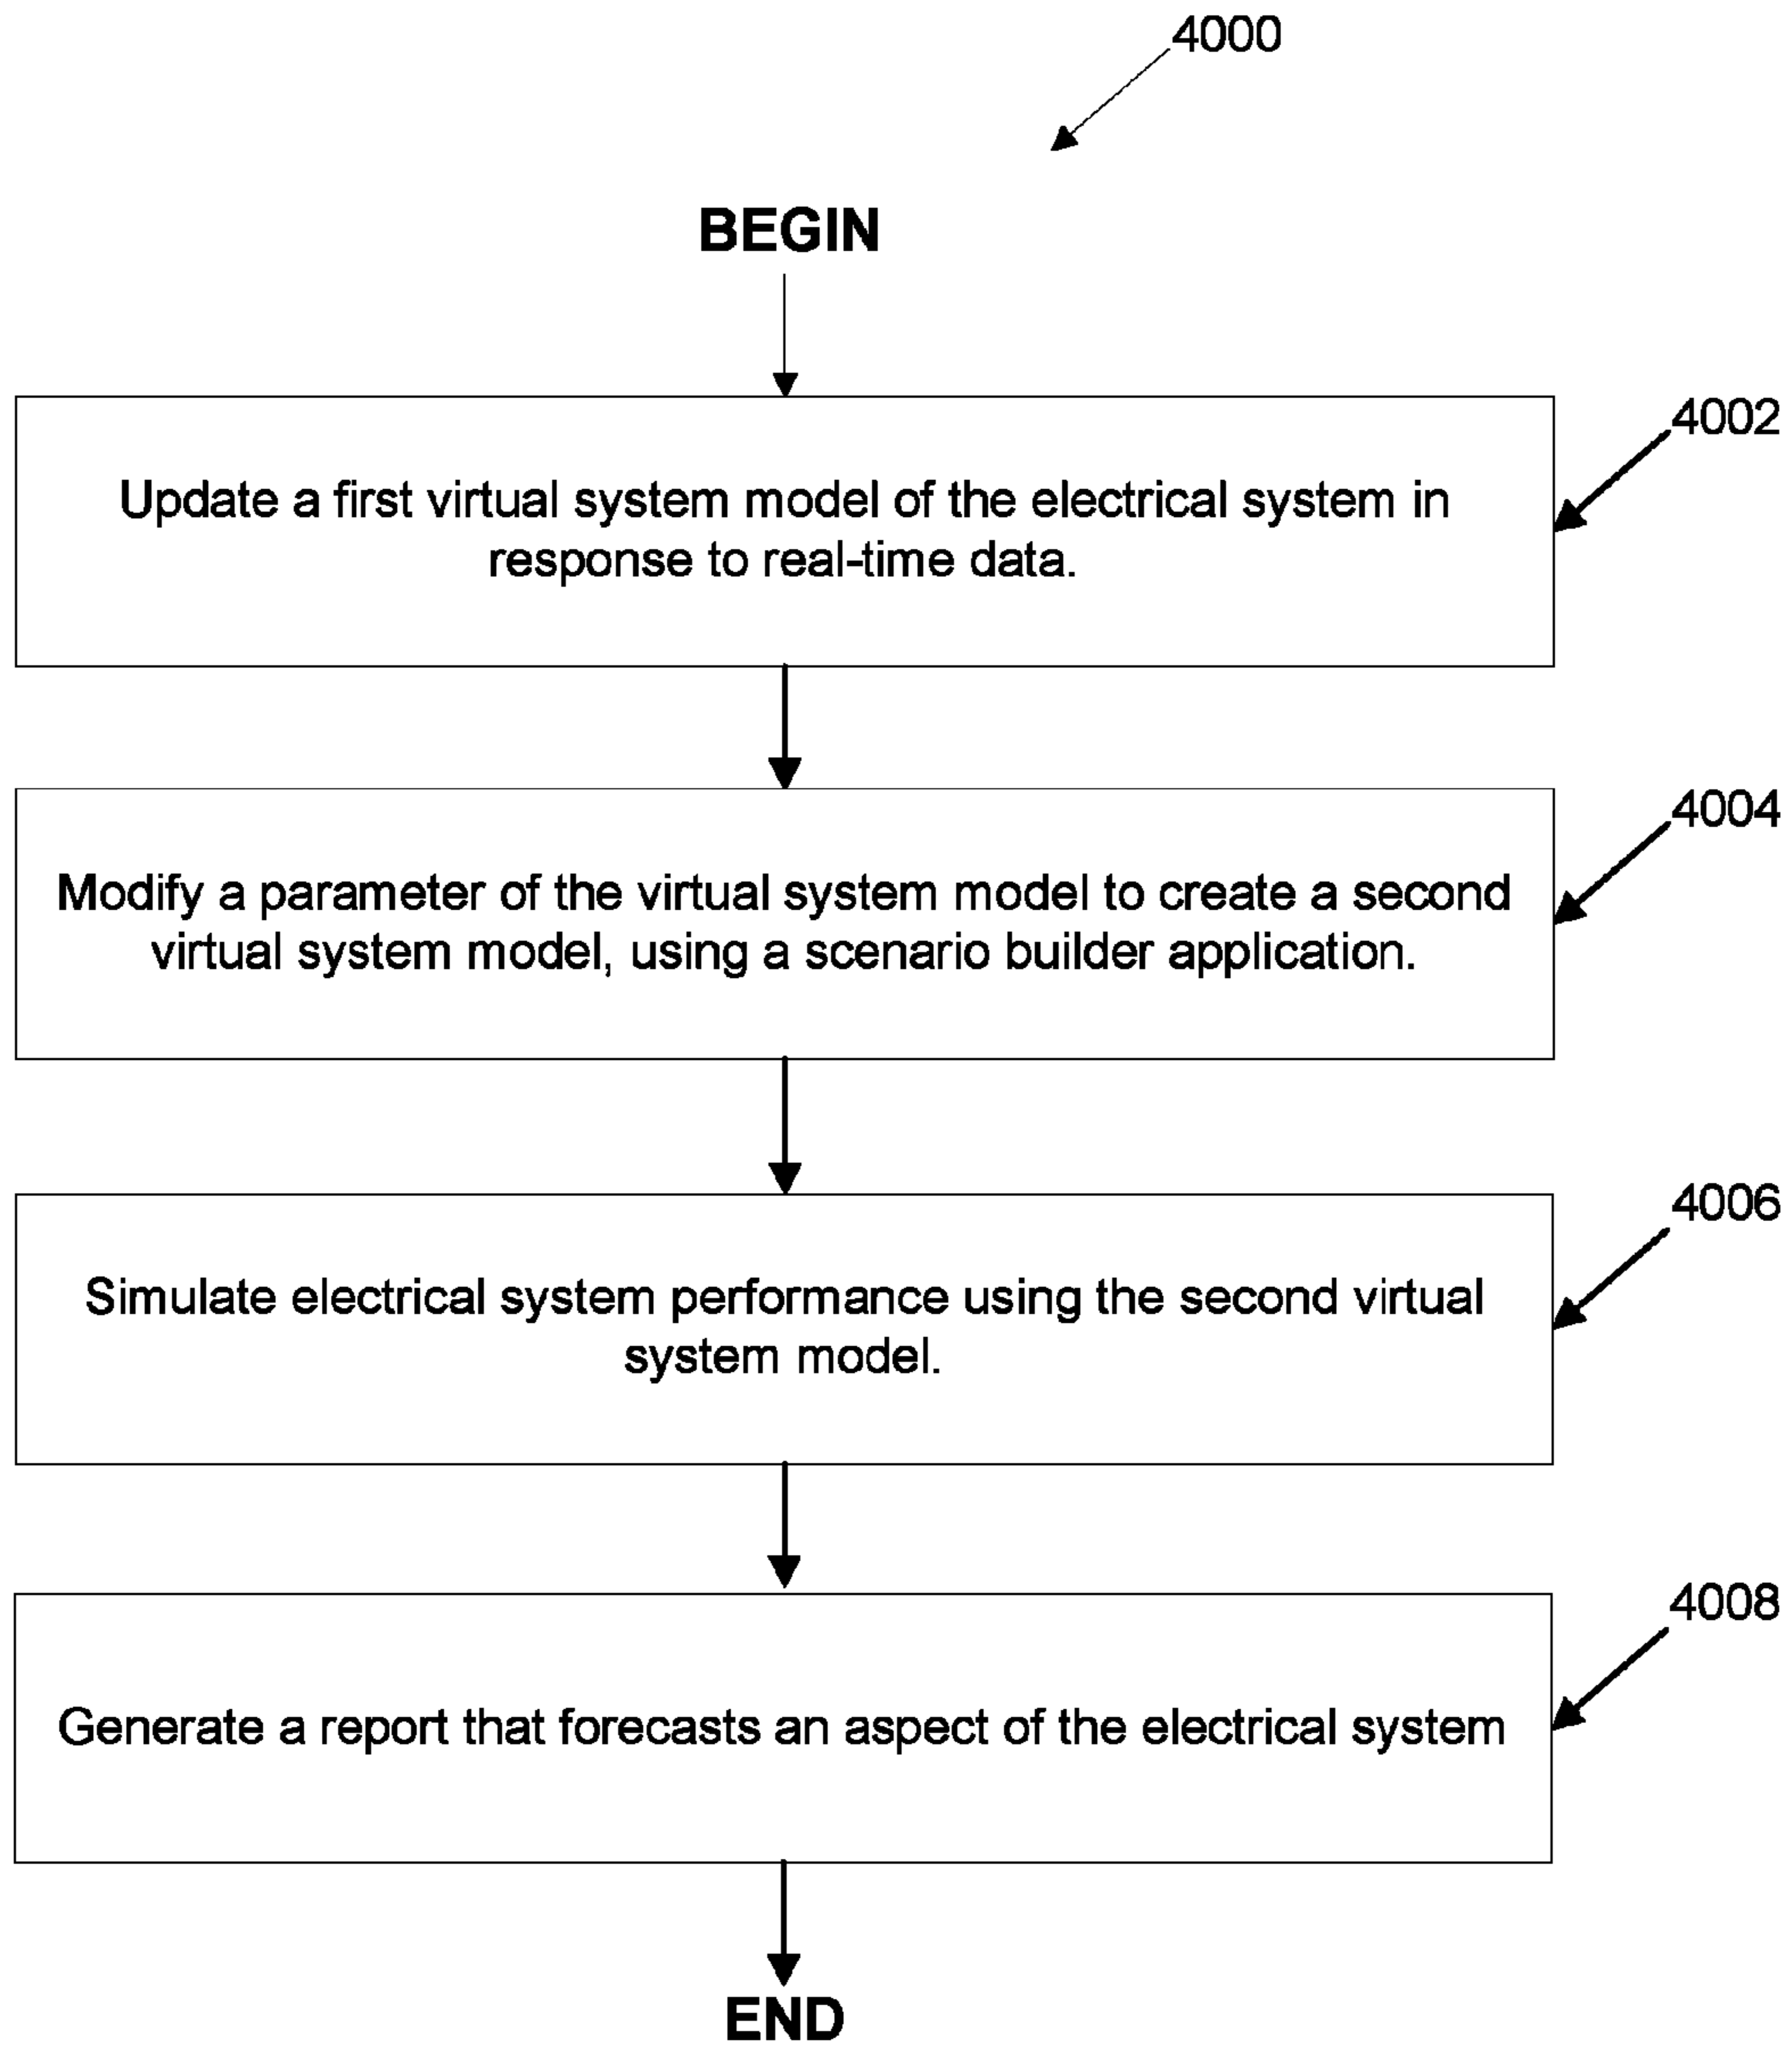 4000
BEGIN
4002
Update a first virtual system model of the electrical system in
response to real-time data.
4004
Modify a parameter of the virtual system model to create a second
virtual system model, using a scenario builder application.
4006
Simulate electrical system performance using the second virtual
system model.
4008
Generate a report that forecasts an aspect of the electrical system
END